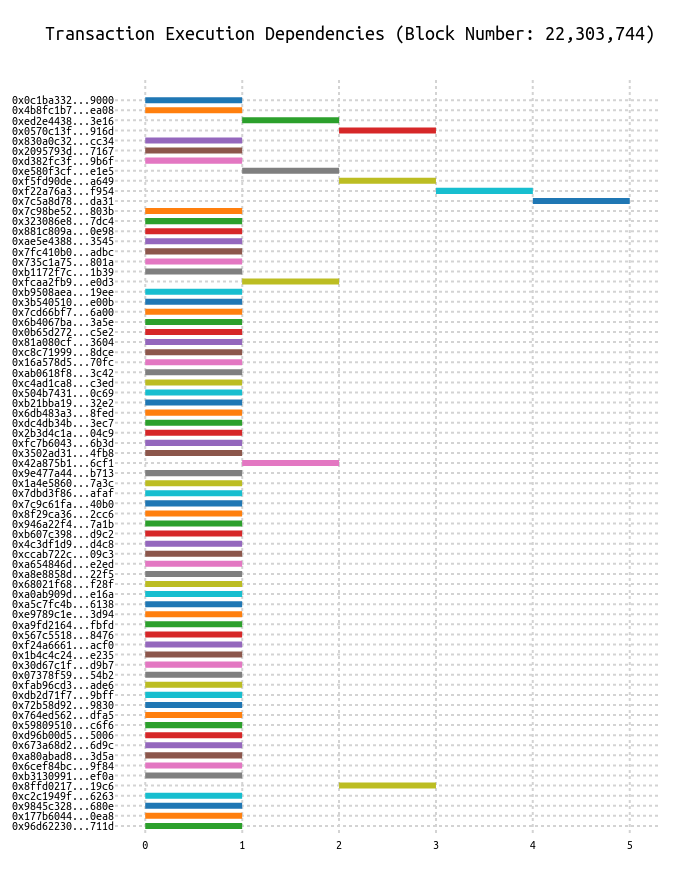 Transaction Execution Dependencies (Block Number: 22,303,744)
0x0c1ba332...9000
0x4b8fc1b7...ea08
0xed2e4438...3e16
0x0570c13f...916d
0x830a0c32...cc34
0x2095793d...7167
0xd382fc3f...9b6f
0xe580f3cf...e1e5
0xf5fd90de...a649
0xf22a76a3...f954
0x7c5a8d78...da31
0x7c98be52...803b
0x323086e8...7dc4
0x881c809a...0e98
0xae5e4388...3545
0x7fc410b0...adbc
0x735c1a75...801a
0xb1172f7c...1b39
0xfcaa2fb9...e0d3
0xb9508aea...19ee
0x3b540510...e00b
0x7cd66bf7...6a00
0x6b4067ba...3a5e
0x0b65d272...c5e2
0x81a080cf...3604
0xc8c71999...8dce
0x16a578d5...70fc
0xab0618f8...3c42
0xc4ad1ca8...c3ed
0x504b7431...0c69
0xb21bba19...32e2
0x6db483a3...8fed
0xdc4db34b...3ec7
0x2b3d4c1a...04c9
0xfc7b6043...6b3d
0x3502ad31...4fb8
0x42a875b1...6cf1
0x9e477a44...b713
0x1a4e5860...7a3c
0x7dbd3f86...afaf
0x7c9c61fa...40b0
0x8f29ca36...2cc6
0x946a22f4...7a1b
0xb607c398...d9c2
0x4c3df1d9...d4c8
0xccab722c...09c3
0xa654846d...e2ed
0xa8e8858d...22f5
0x68021f68...f28f
0xa0ab909d...e16a
0xa5c7fc4b...6138
0xe9789c1e...3d94
0xa9fd2164...fbfd
0x567c5518...8476
0xf24a6661...acf0
0x1b4c4c24...e235
0x30d67c1f...d9b7
0x07378f59...54b2
0xfab96cd3...ade6
0xdb2d71f7...9bff
0x72b58d92...9830
0x764ed562...dfa5
0x59809510...c6f6
0xd96b00d5...5006
0x673a68d2...6d9c
0xa80abad8...3d5a
0x6cef84bc...9f84
0xb3130991...ef0a
0x8ffd0217...19c6
0xc2c1949f...6263
0x9845c328...680e
0x177b6044...0ea8
0x96d62230...711d
0 1 2 3 4 5